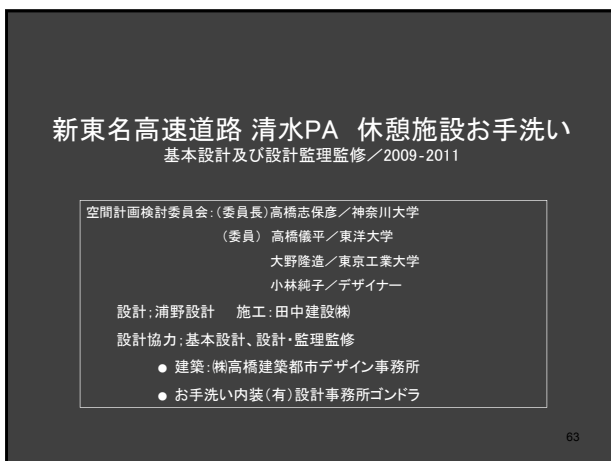 新東名高速道路 清水PA　休憩施設お手洗い
基本設計及び設計監理監修／2009-2011
空間計画検討委員会:(委員長)高橋志保彦／神奈川大学
(委員) 高橋儀平／東洋大学
大野隆造／東京工業大学
小林純子／デザイナー
設計;浦野設計　施工:田中建設㈱
設計協力;基本設計、設計・監理監修
● 建築:㈱高橋建築都市デザイン事務所
● お手洗い内装(有)設計事務所ゴンドラ
63